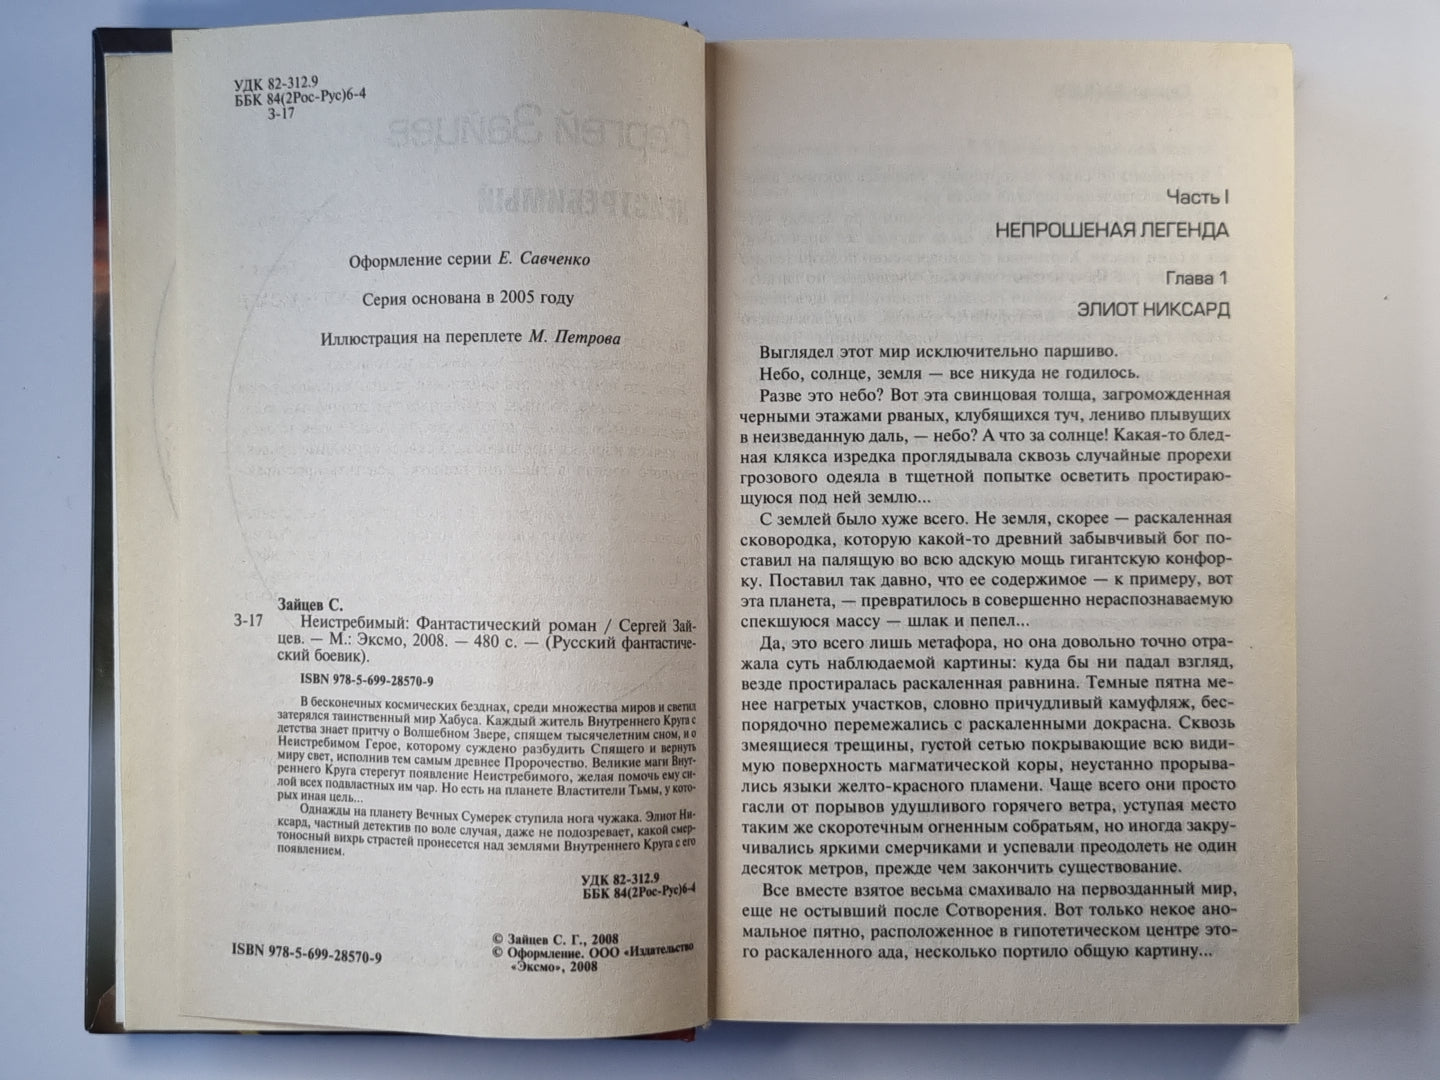 УДК 82-312.9
ББК 84(2Рос-Рус)6-4
З-17
Оформление серии Е. Савченко
Серия основана в 2005 году
Иллюстрация на переплете М. Петрова
Зайцев С.
З-17 Неистребимый: Фантастический роман / Сергей Зай-
цев. — М.: Эксмо, 2008. — 480 с. — (Русский фантастиче-
ский боевик).
ISBN 978-5-699-28570-9
В бесконечных космических безднах, среди множества миров и светил
затерялся таинственный мир Хабуса. Каждый житель Внутреннего Круга с
детства знает притчу о Волшебном Звере, спящем тысячелетним сном, и о
Неистребимом Герое, которому суждено разбудить Спящего и вернуть
миру свет, исполнив тем самым древнее Пророчество. Великие маги Внут-
реннего Круга стерегут появление Неистребимого, желая помочь ему си-
лой всех подвластных им чар. Но есть на планете Властители Тьмы, у кото-
рых иная цель...
Однажды на планету Вечных Сумерек ступила нога чужака. Элиот Ни-
ксард, частный детектив по воле случая, даже не подозревает, какой смер-
тоносный вихрь страстей пронесется над землями Внутреннего Круга с его
появлением.
УДК 82-312.9
ББК 84(2Рос-Рус)6-4
ISBN 978-5-699-28570-9
© Зайцев С. Г., 2008
© Оформление. ООО «Издательство
«Эксмо», 2008
Часть I
НЕПРОШЕНАЯ ЛЕГЕНДА
Глава 1
ЭЛИОТ НИКСАРД
Выглядел этот мир исключительно паршиво.
Небо, солнце, земля — все никуда не годилось.
Разве это небо? Вот эта свинцовая толща, загроможденная
черными этажами рваных, клубящихся туч, лениво плывущих
в неизведанную даль, — небо? А что за солнце! Какая-то блед-
ная клякса изредка проглядывала сквозь случайные прорехи
грозового одеяла в тщетной попытке осветить простираю-
щуюся под ней землю...
С землей было хуже всего. Не земля, скорее — раскаленная
сковородка, которую какой-то древний забывчивый бог по-
ставил на палящую во всю адскую мощь гигантскую конфор-
ку. Поставил так давно, что ее содержимое — к примеру, вот
эта планета, — превратилось в совершенно нераспознаваемую
спекшуюся массу — шлак и пепел...
Да, это всего лишь метафора, но она довольно точно отра-
жала суть наблюдаемой картины: куда бы ни падал взгляд,
везде простиралась раскаленная равнина. Темные пятна ме-
нее нагретых участков, словно причудливый камуфляж, бес-
порядочно перемежались с раскаленными докрасна. Сквозь
змеящиеся трещины, густой сетью покрывающие всю види-
мую поверхность магматической коры, неустанно прорыва-
лись языки желто-красного пламени. Чаще всего они просто
гасли от порывов удушливого горячего ветра, уступая место
таким же скоротечным огненным собратьям, но иногда закру-
чивались яркими смерчиками и успевали преодолеть не один
десяток метров, прежде чем закончить существование.
Все вместе взятое весьма смахивало на первозданный мир,
еще не остывший после Сотворения. Вот только некое ано-
мальное пятно, расположенное в гипотетическом центре это-
го раскаленного ада, несколько портило общую картину...